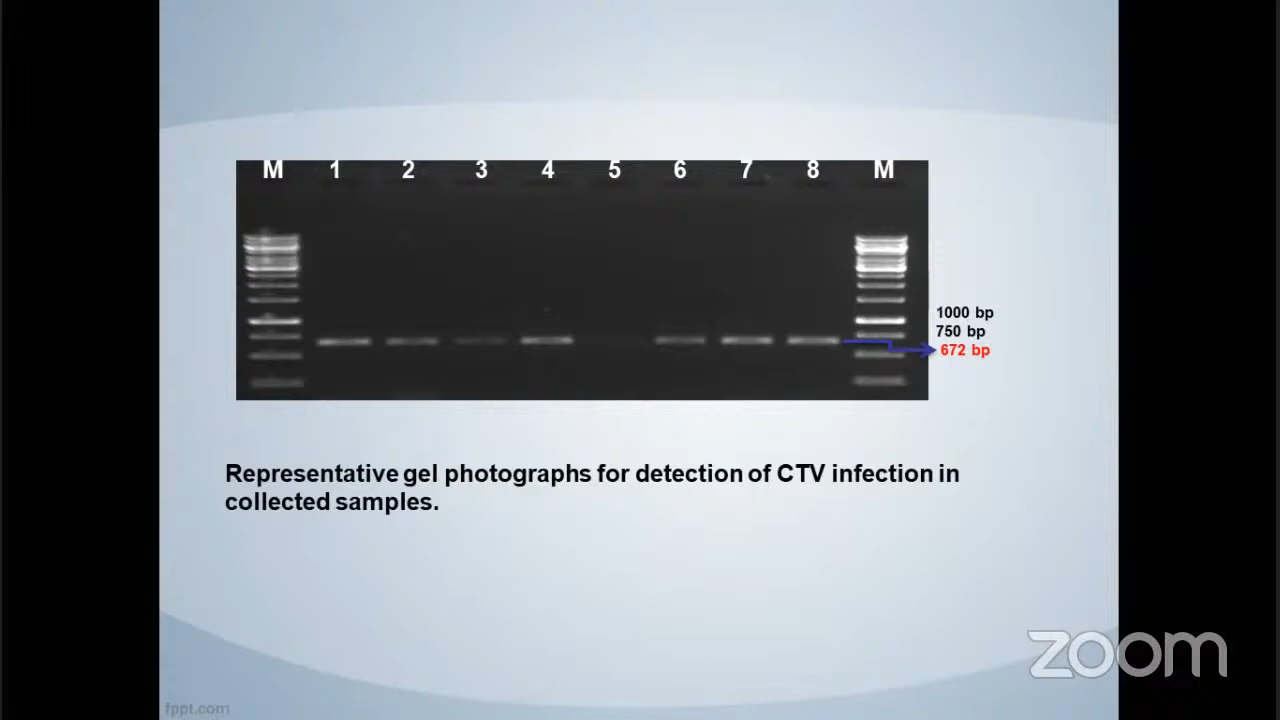 M 1 2 3 4 5 6 7 8 M
1000 bp
750 bp
672 bp
Representative gel photographs for detection of CTV infection in
collected samples.
zoom
fppt.com